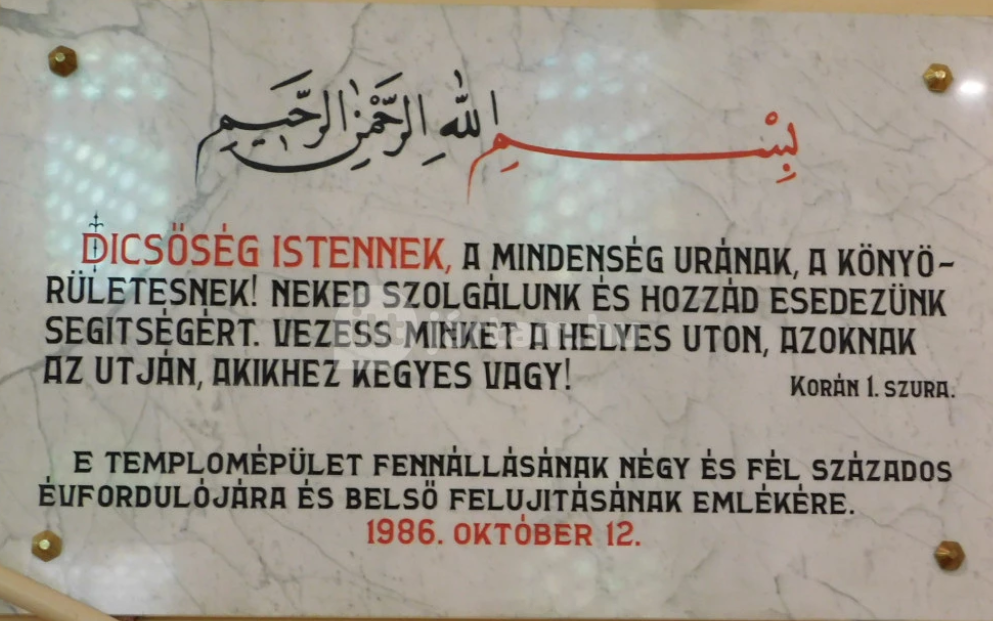 بِسْمِ اللهِ الرَّحْمٰنِ الرَّحِيمِ
DICSŐSÉG ISTENNEK, A MINDENSÉG URÁNAK, A KÖNYÖ-
RÜLETESNEK! NEKED SZOLGÁLUNK ÉS HOZZÁD ESEDEZÜNK
SEGITSÉGÉRT. VEZESS MINKET A HELYES UTON, AZOKNAK
AZ UTJÁN, AKIKHEZ KEGYES VAGY!
KORÁN 1. SZURA.
E TEMPLOMÉPÜLET FENNÁLLÁSÁNAK NÉGY ÉS FÉL SZÁZADOS
ÉVFORDULÓJÁRA ÉS BELSŐ FELUJITÁSÁNAK EMLÉKÉRE.
1986. OKTÓBER 12.